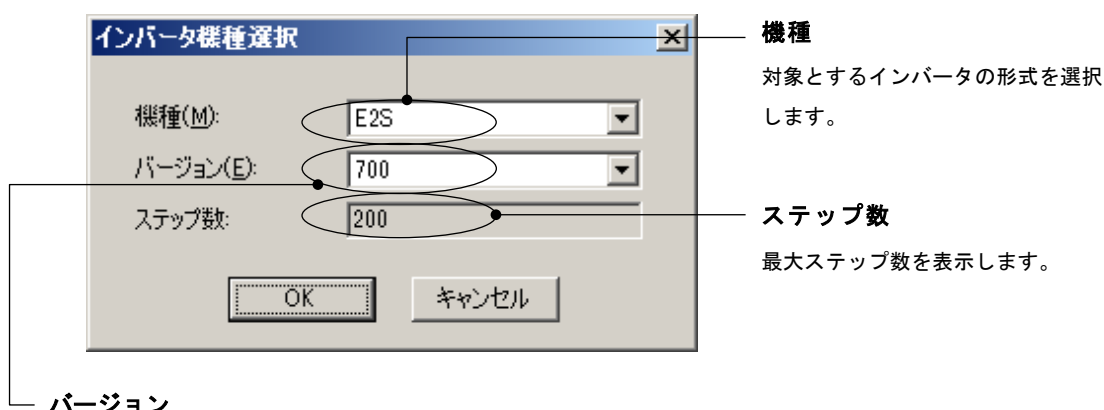 インバータ機種選択
機種(M):
E2S
バージョン(E):
700
ステップ数:
200
OK
キャンセル
機種
対象とするインバータの形式を選択
します。
ステップ数
最大ステップ数を表示します。
バージョン